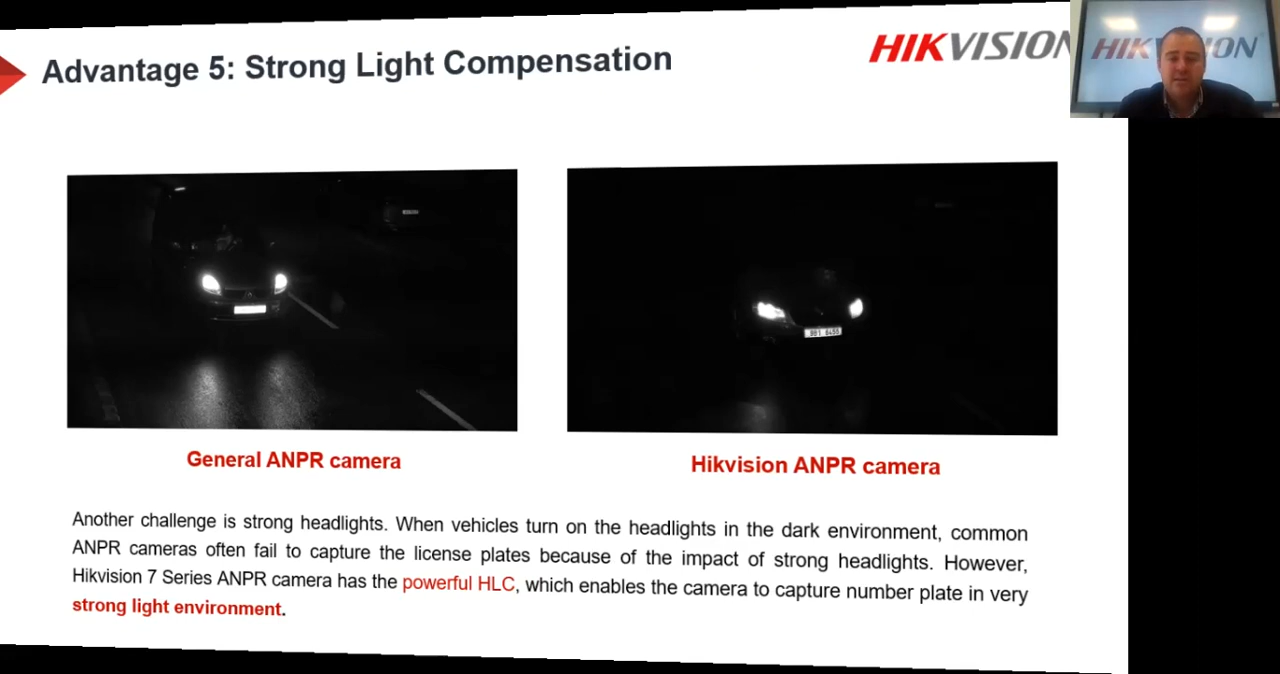 Advantage 5: Strong Light Compensation
HIKVISION
HIKVISION
General ANPR camera
Hikvision ANPR camera
Another challenge is strong headlights. When vehicles turn on the headlights in the dark environment, common
ANPR cameras often fail to capture the license plates because of the impact of strong headlights. However,
Hikvision 7 Series ANPR camera has the powerful HLC, which enables the camera to capture number plate in very
strong light environment.